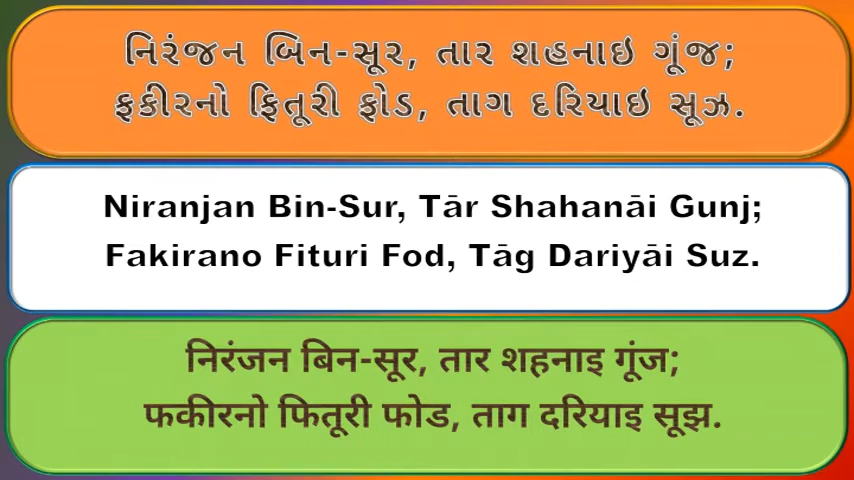 નિરંજન બિન-સૂર, તાર શહનાઇ ગૂંજ;
ફકીરનો ફિતૂરી ફોડ, તાગ દરિયાઇ સૂઝ.
Niranjan Bin-Sur, Tār Shahanāi Gunj;
Fakirano Fituri Fod, Tāg Dariyāi Suz.
निरंजन बिन-सूर, तार शहनाइ गूंज;
फकीरनो फितूरी फोड, ताग दरियाइ सूझ.